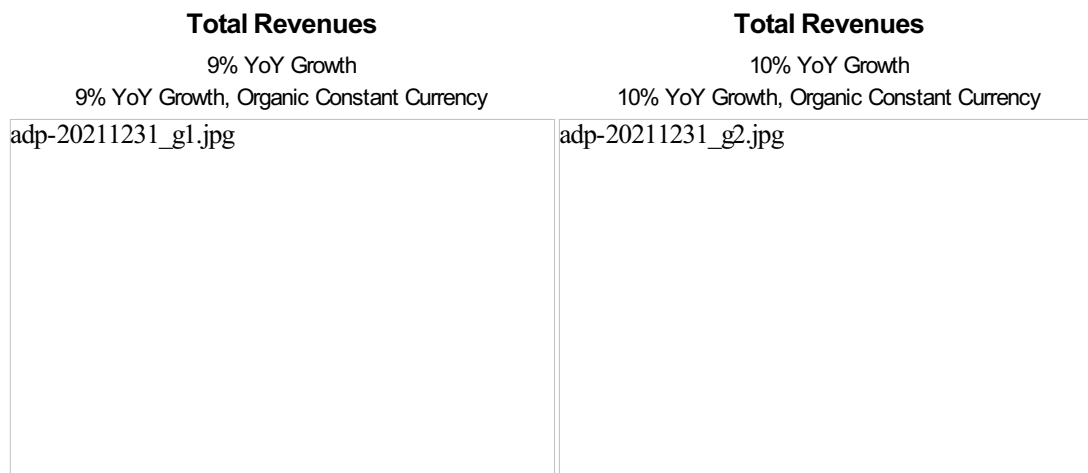 Total Revenues
9% YoY Growth
9% YoY Growth, Organic Constant Currency
adp-20211231_g1.jpg
Total Revenues
10% YoY Growth
10% YoY Growth, Organic Constant Currency
adp-20211231_g2.jpg